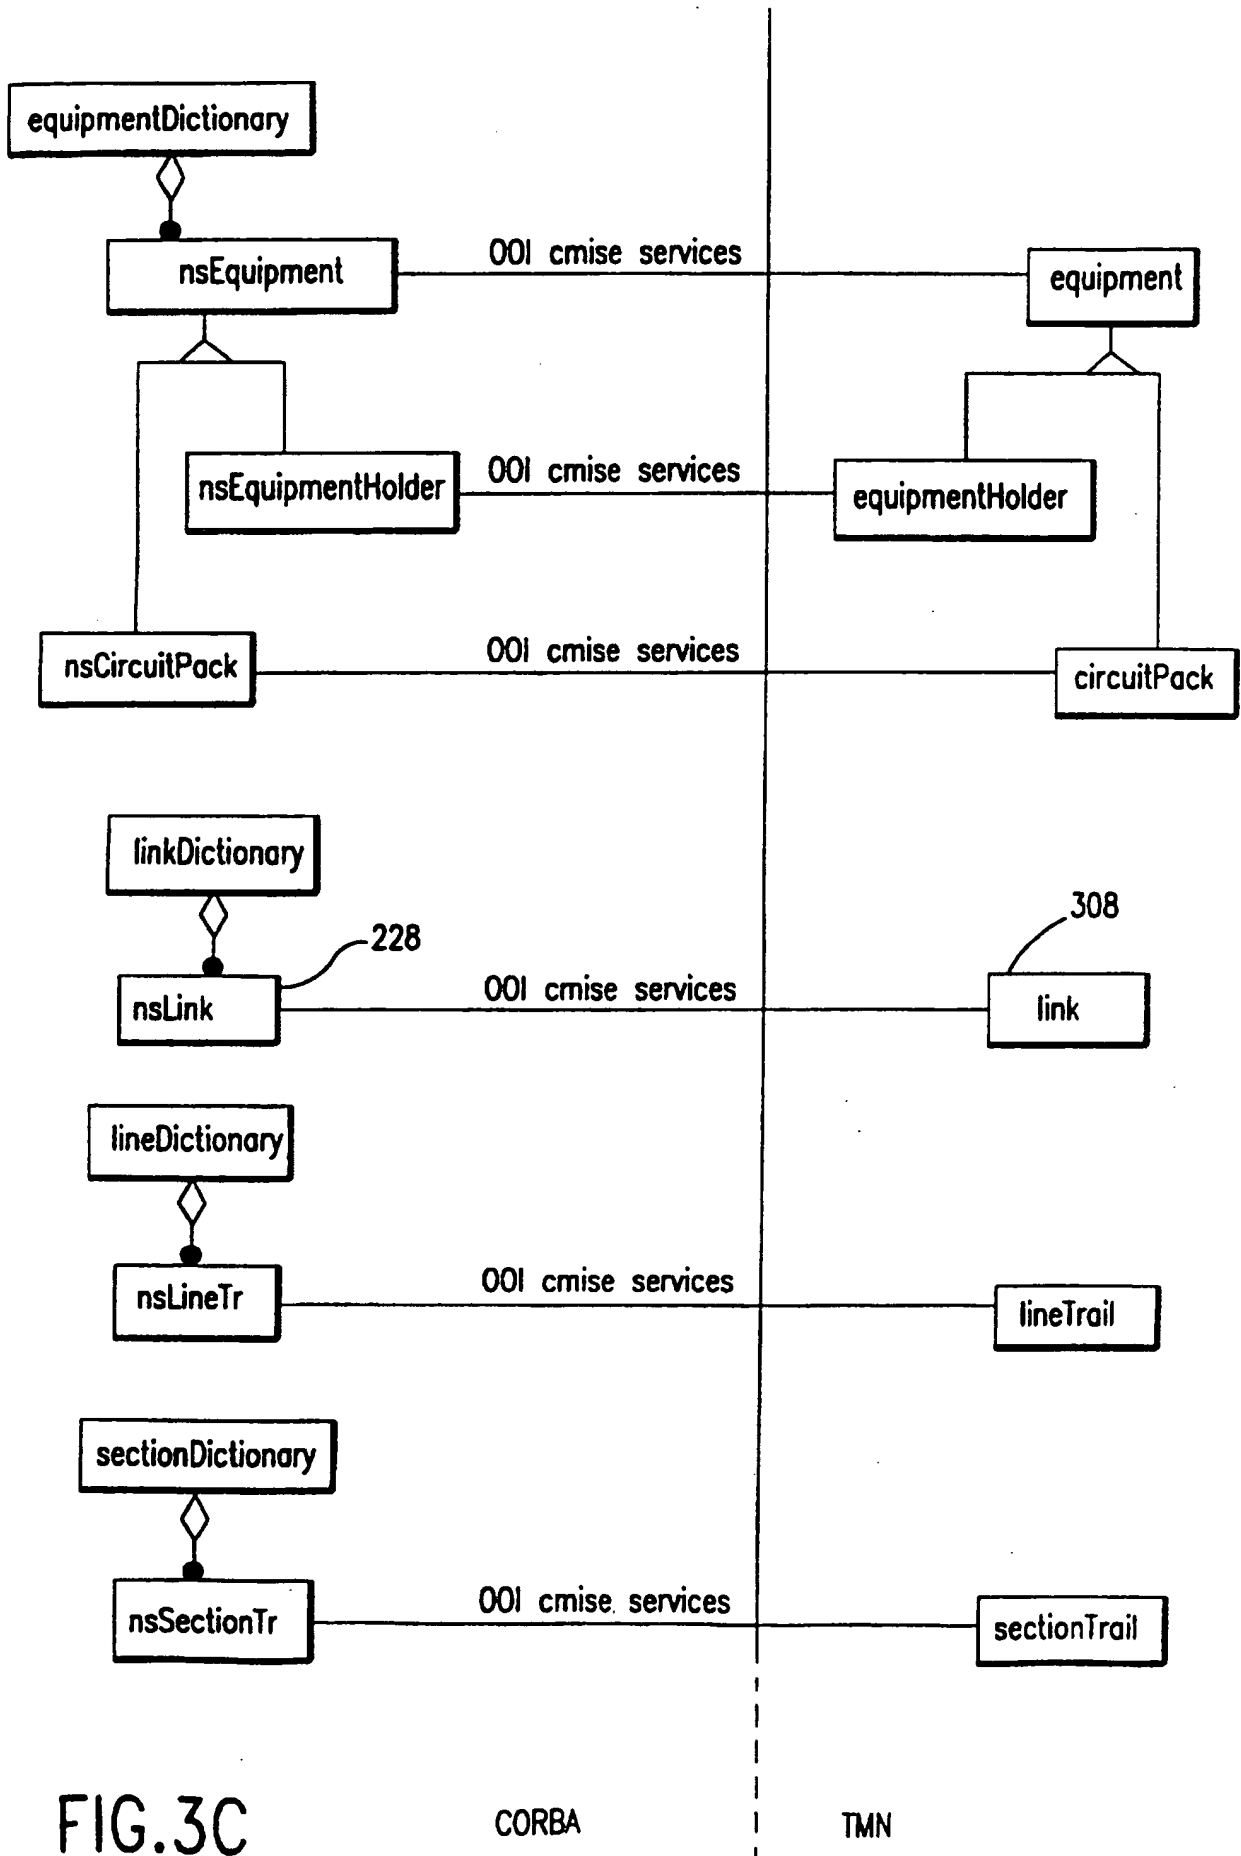 equipmentDictionary
nsEquipment
OOI cmise services
equipment
nsEquipmentHolder
OOI cmise services
equipmentHolder
nsCircuitPack
OOI cmise services
circuitPack
linkDictionary
228
308
nsLink
OOI cmise services
link
lineDictionary
nsLineTr
OOI cmise services
lineTrail
sectionDictionary
nsSectionTr
OOI cmise services
sectionTrail
FIG.3C
CORBA
TMN